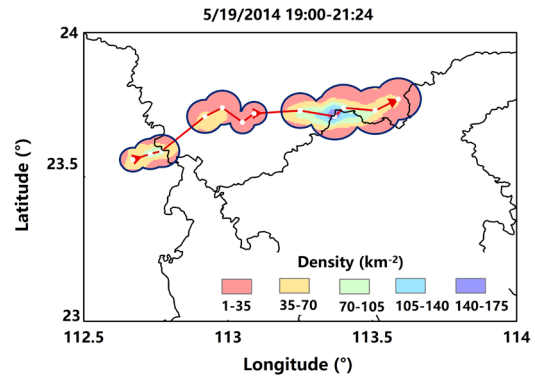 5/19/2014 19:00-21:24
24
23.5
23
Latitude (°)
Density (km-2)
1-35 35-70 70-105 105-140 140-175
112.5 113 113.5 114
Longitude (°)